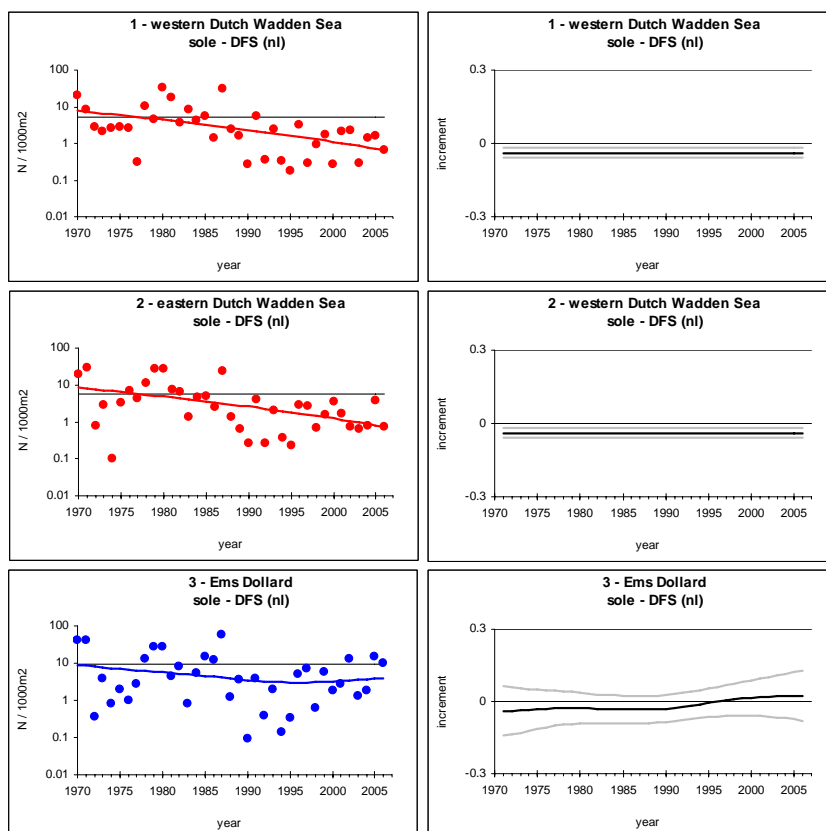 1 - western Dutch Wadden Sea
sole - DFS (nl)
100
10
1
0.1
0.01
N / 1000m2
1970 1975 1980 1985 1990 1995 2000 2005
year
1 - western Dutch Wadden Sea
sole - DFS (nl)
0.3
0
-0.3
increment
1970 1975 1980 1985 1990 1995 2000 2005
year
2 - eastern Dutch Wadden Sea
sole - DFS (nl)
100
10
1
0.1
0.01
N / 1000m2
1970 1975 1980 1985 1990 1995 2000 2005
year
2 - western Dutch Wadden Sea
sole - DFS (nl)
0.3
0
-0.3
increment
1970 1975 1980 1985 1990 1995 2000 2005
year
3 - Ems Dollard
sole - DFS (nl)
100
10
1
0.1
0.01
N / 1000m2
1970 1975 1980 1985 1990 1995 2000 2005
year
3 - Ems Dollard
sole - DFS (nl)
0.3
0
-0.3
increment
1970 1975 1980 1985 1990 1995 2000 2005
year